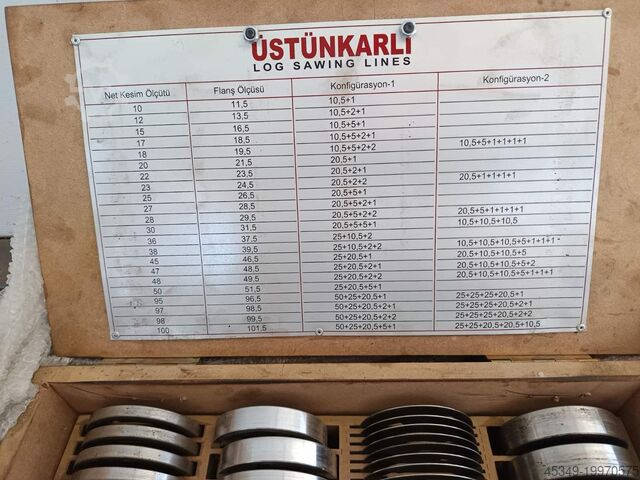 ÜSTÜNKARLI
LOG SAWING LINES
Net Kesim Ölçütü Flanş Ölçüsü Konfigürasyon-1 Konfigürasyon-2
10 11,5 10,5+1
12 13,5 10,5+2+1
15 16,5 10,5+5+1
17 18,5 10,5+5+2+1
18 19,5 10,5+5+2+2 10,5+5+1+1+1+1
20 21,5 20,5+1
22 23,5 20,5+2+1
23 24,5 20,5+2+2 20,5+1+1+1+1
25 26,5 20,5+5+1
27 28,5 20,5+5+2+1
28 29,5 20,5+5+2+2 20,5+5+1+1+1+1
30 31,5 20,5+5+5+1 10,5+10,5+10,5
36 37,5 25+10,5+2
38 39,5 25+10,5+2+2 10,5+10,5+10,5+5+1+1+1
45 46,5 25+20,5+1 20,5+10,5+10,5+5
47 48,5 25+20,5+2+1 20,5+10,5+10,5+5+2
48 49,5 25+20,5+2+2 20,5+10,5+10,5+5+1+1+1
50 51,5 25+20,5+5+1
95 96,5 50+25+20,5+1 25+25+25+20,5+1
97 98,5 50+25+20,5+2+1 25+25+25+20,5+2+1
98 99,5 50+25+20,5+2+2 25+25+25+20,5+2+2
100 101,5 50+25+20,5+5+1 25+25+20,5+20,5+10,5
45349-19970575